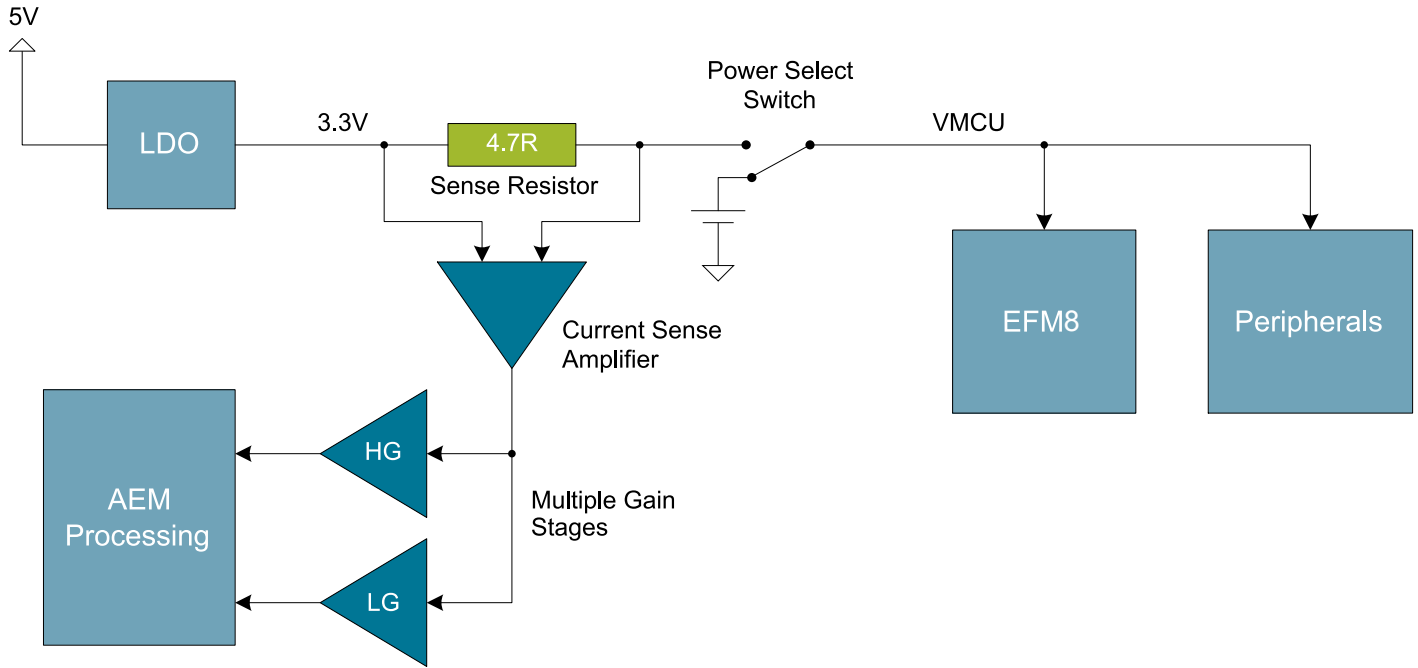 5V
LDO
3.3V
4.7R
Sense Resistor
Power Select
Switch
VMCU
EFM8
Peripherals
Current Sense
Amplifier
HG
LG
Multiple Gain
Stages
AEM
Processing